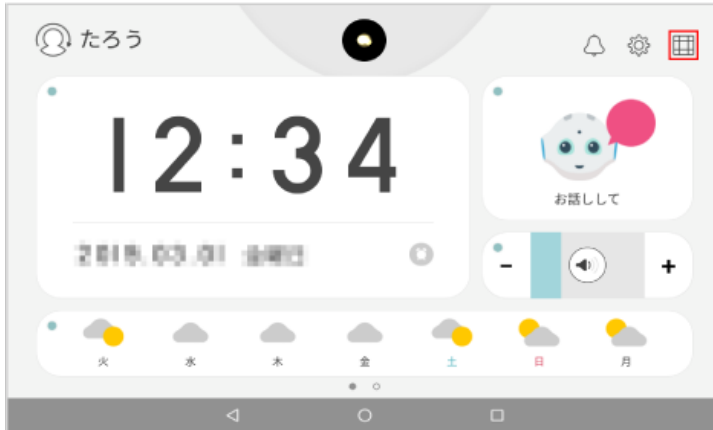 たろう
12:34
お話しして
- +
火 水 木 金 土 日 月